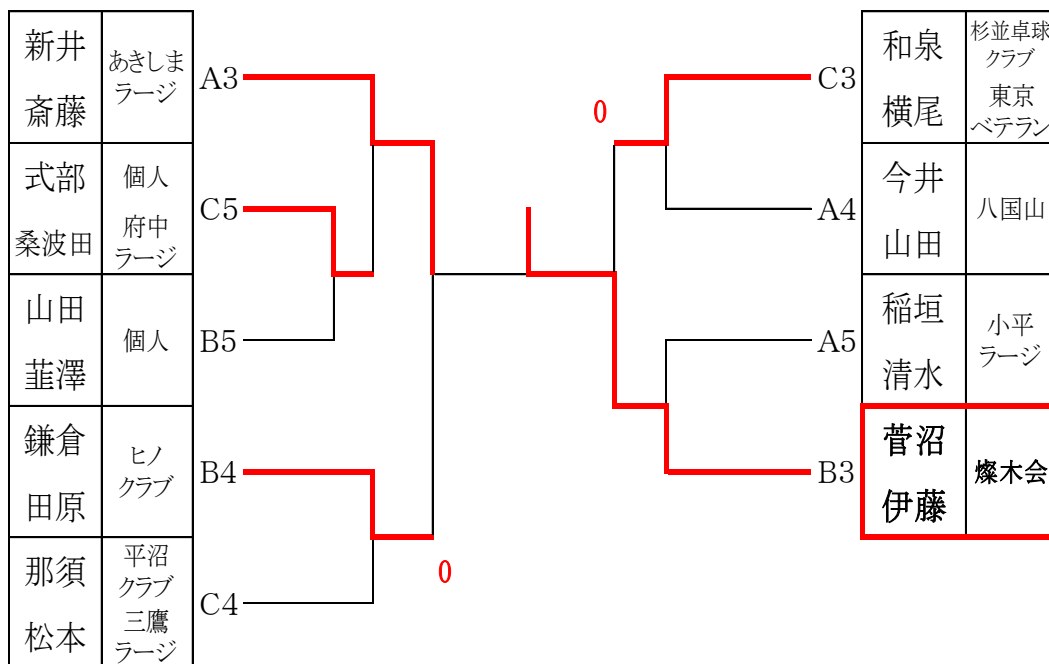 新井
斎藤
あきしま
ラージ
A3
式部
桑波田
個人
府中
ラージ
C5
山田
韮澤
個人
B5
鎌倉
田原
ヒノ
クラブ
B4
那須
松本
平沼
クラブ
三鷹
ラージ
C4
0
0
C3
和泉
横尾
杉並卓球
クラブ
東京
ベテラン
A4
今井
山田
八国山
A5
稲垣
清水
小平
ラージ
B3
菅沼
伊藤
燦木会